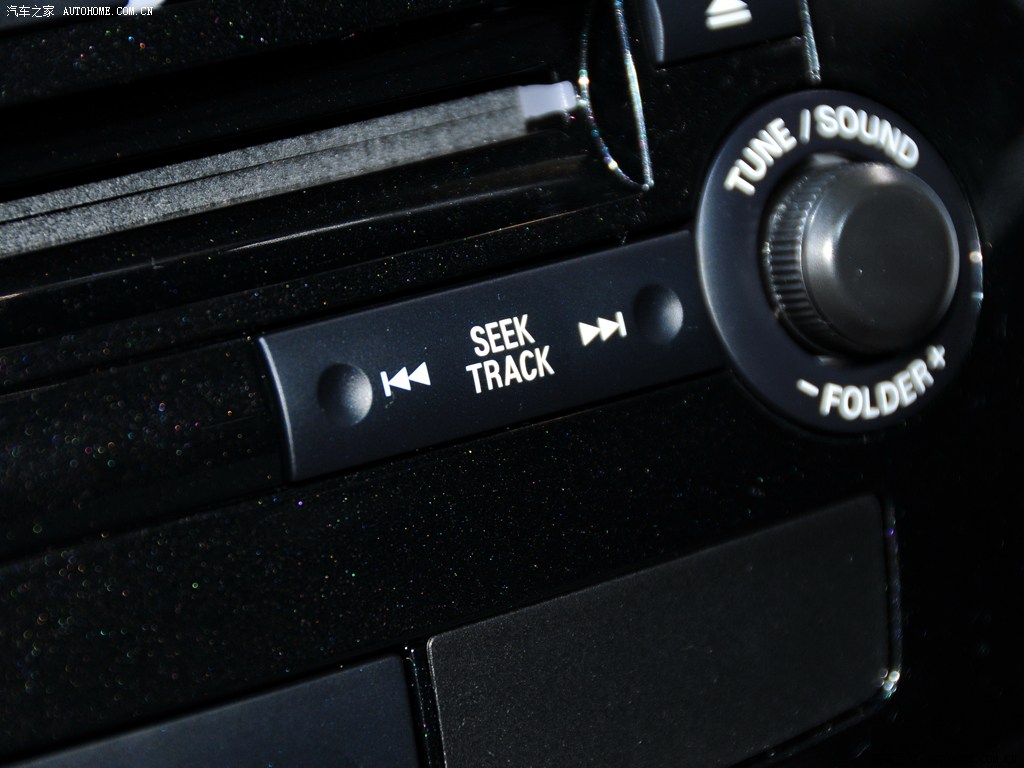 汽车之家 AUTOHOME.COM.CN
TUNE / SOUND
SEEK
TRACK
- FOLDER +